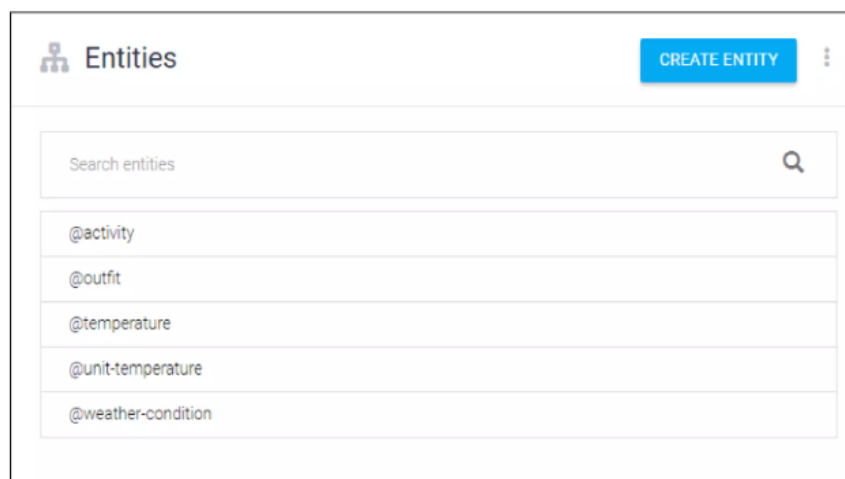 Entities
CREATE ENTITY
Search entities
@activity
@outfit
@temperature
@unit-temperature
@weather-condition